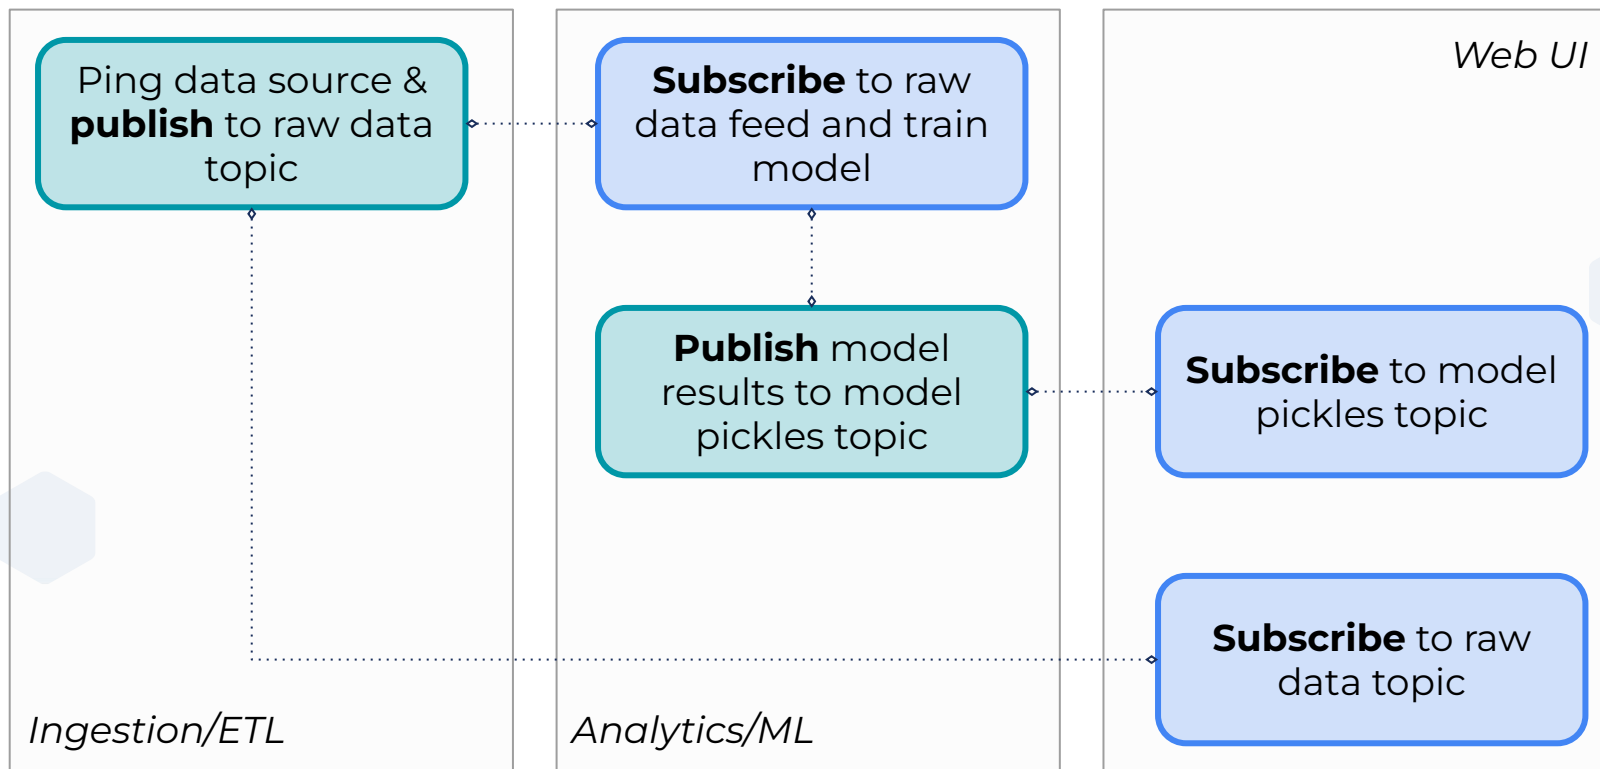 Ping data source &
publish to raw data
topic
Subscribe to raw
data feed and train
model
Web UI
Publish model
results to model
pickles topic
Subscribe to model
pickles topic
Subscribe to raw
data topic
Ingestion/ETL
Analytics/ML